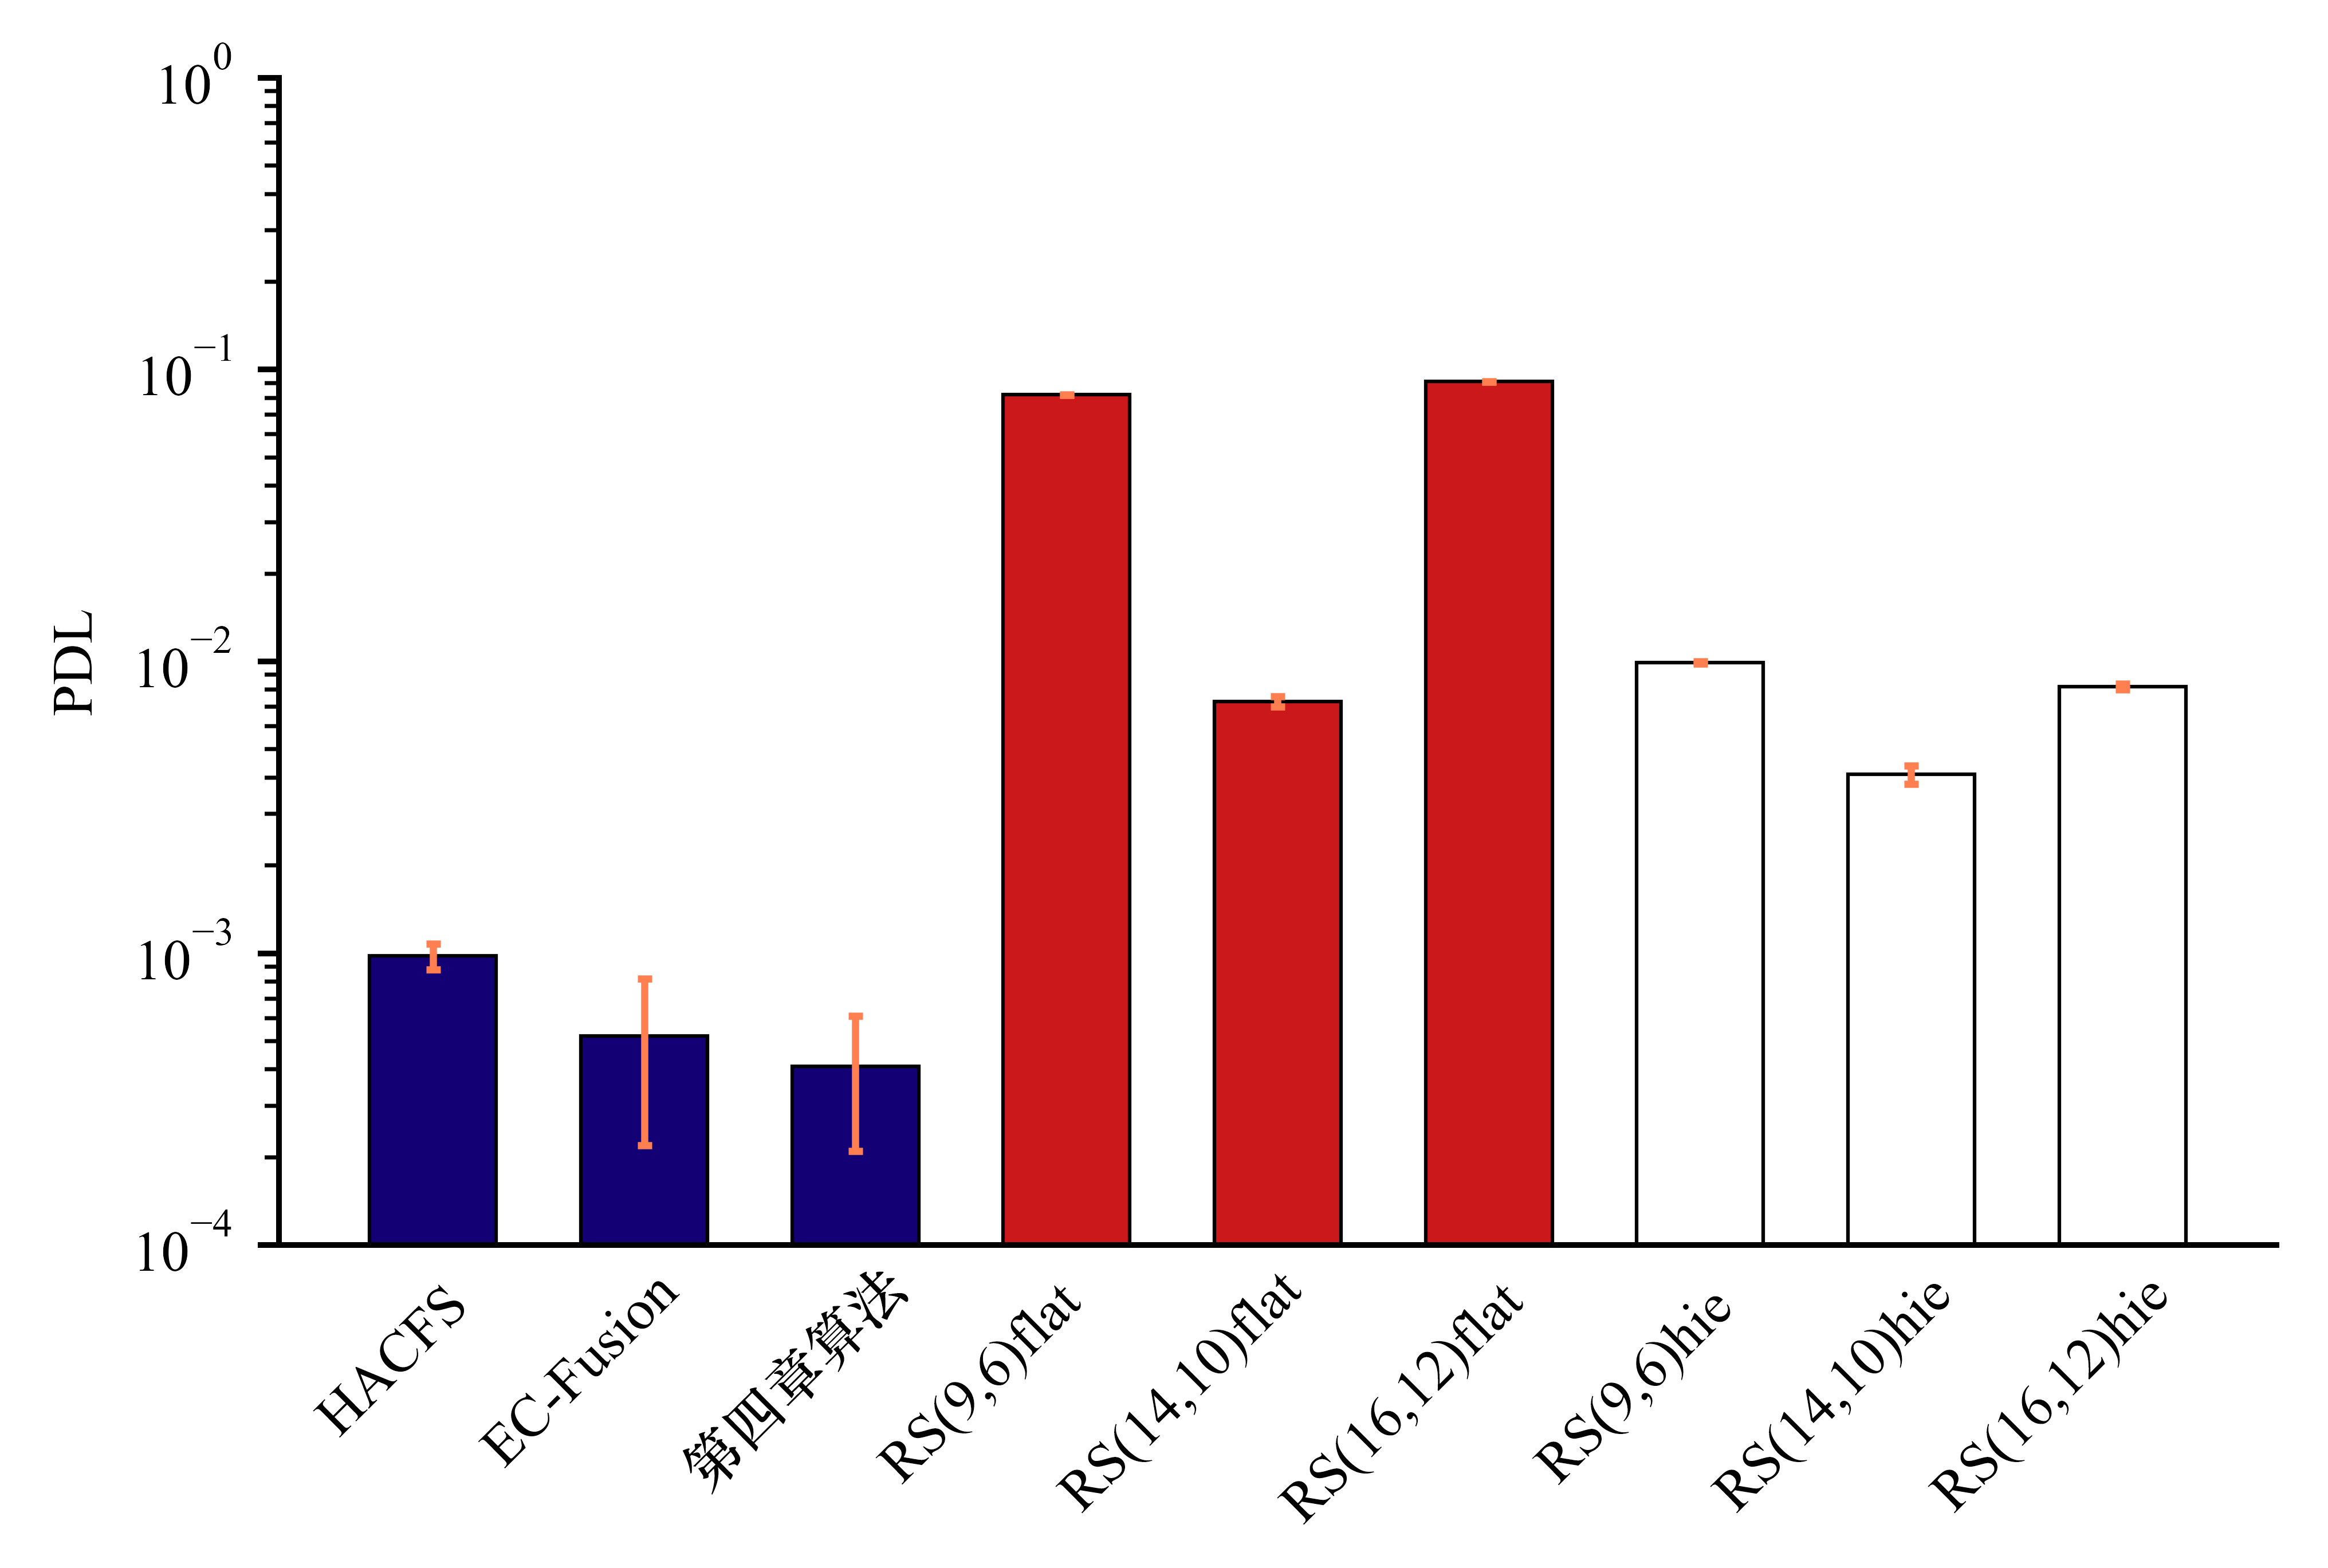 10^0
10^−1
10^−2
10^−3
10^−4
PDL
HACFS
EC-Fusion
第四章算法
RS(9,6)flat
RS(14,10)flat
RS(16,12)flat
RS(9,6)hie
RS(14,10)hie
RS(16,12)hie